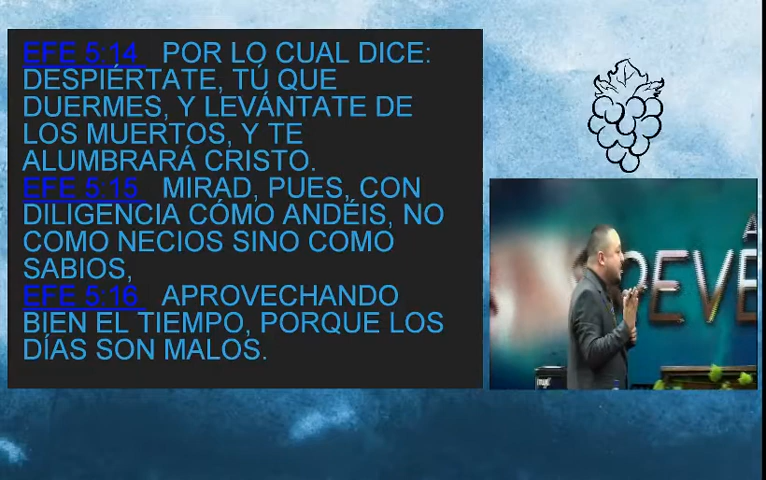 EFE 5:14 POR LO CUAL DICE:
DESPIÉRTATE, TÚ QUE
DUERMES, Y LEVÁNTATE DE
LOS MUERTOS, Y TE
ALUMBRARÁ CRISTO.
EFE 5:15 MIRAD, PUES, CON
DILIGENCIA CÓMO ANDÉIS, NO
COMO NECIOS SINO COMO
SABIOS,
EFE 5:16 APROVECHANDO
BIEN EL TIEMPO, PORQUE LOS
DÍAS SON MALOS.